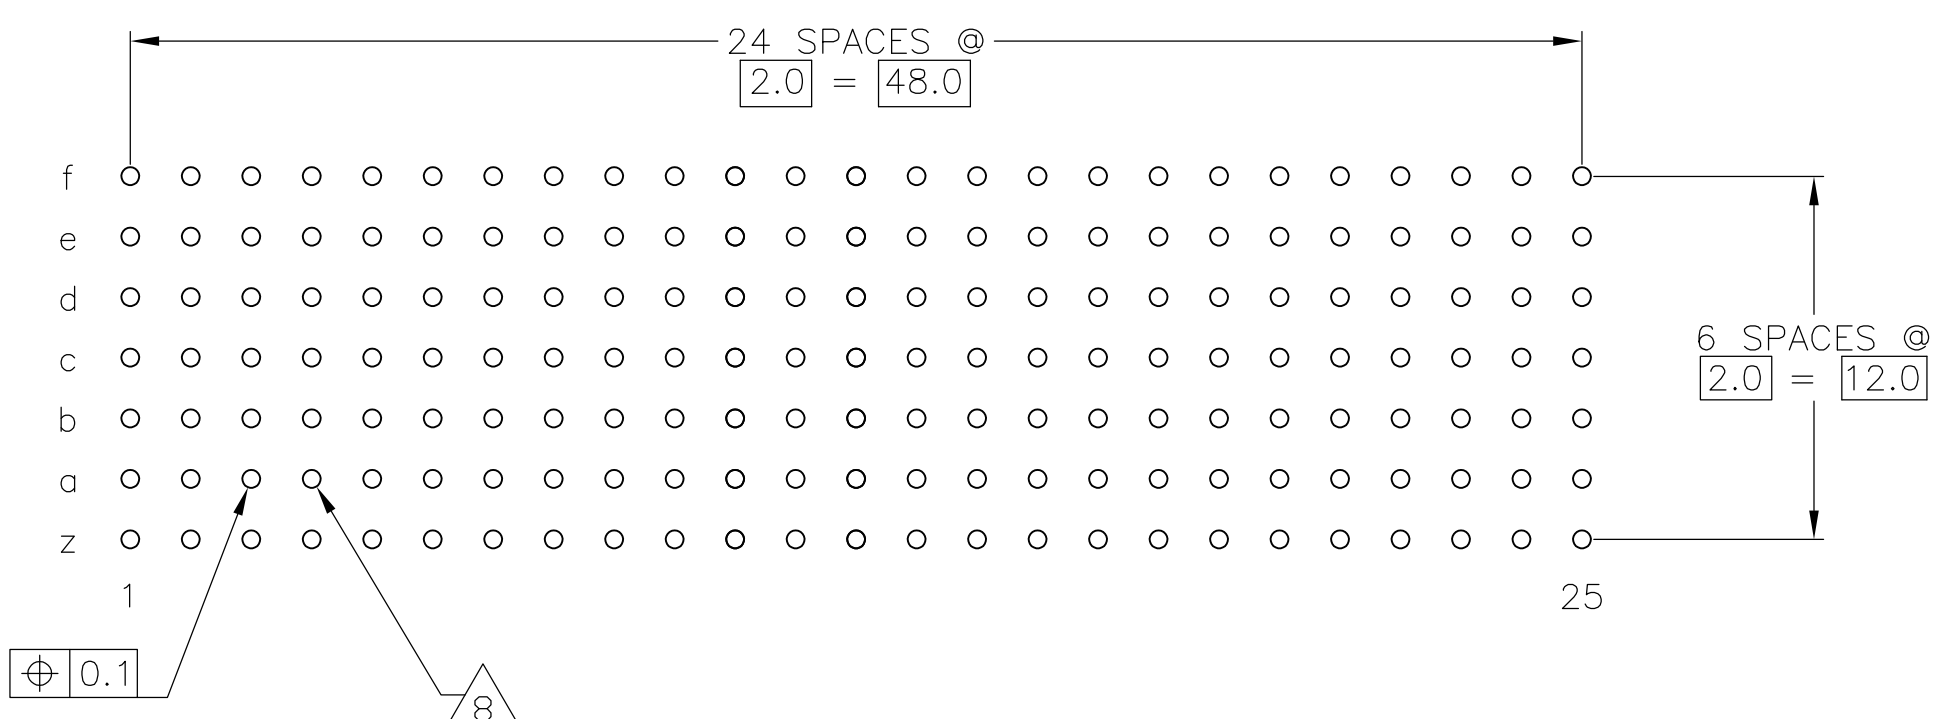 24 SPACES @
2.0 = 48.0
f
e
d
c
6 SPACES @
2.0 = 12.0
b
a
z
1
25
⌖ 0.1
8